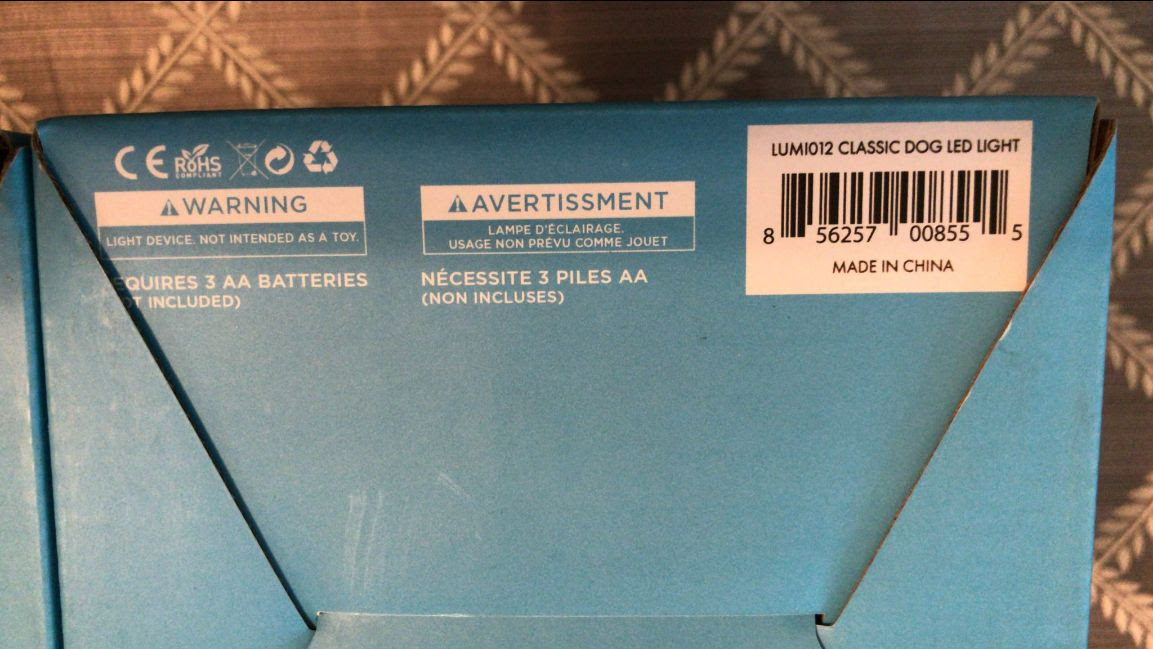 CE RoHS
COMPLIANT
WARNING
LIGHT DEVICE. NOT INTENDED AS A TOY.
EQUIRES 3 AA BATTERIES
OT INCLUDED)
AVERTISSMENT
LAMPE D'ÉCLAIRAGE.
USAGE NON PRÉVU COMME JOUET
NÉCESSITE 3 PILES AA
(NON INCLUSES)
LUMI012 CLASSIC DOG LED LIGHT
8 56257 00855 5
MADE IN CHINA